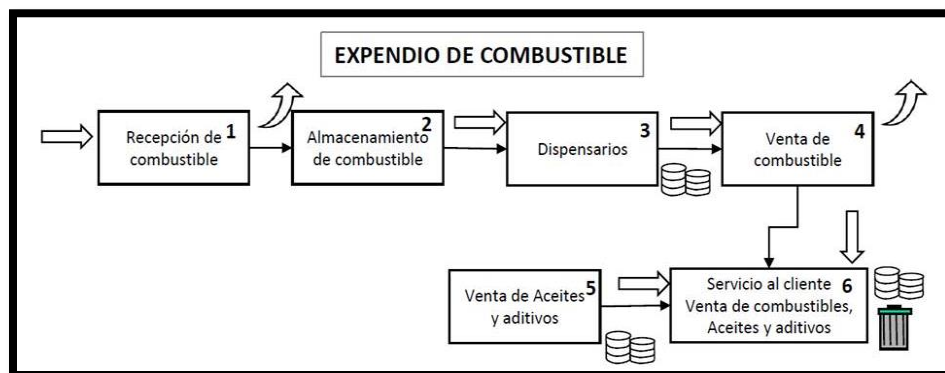 EXPENDIO DE COMBUSTIBLE
Recepción de 1
combustible
Almacenamiento 2
de combustible
Dispensarios 3
Venta de 4
combustible
Venta de Aceites 5
y aditivos
Servicio al cliente 6
Venta de combustibles,
Aceites y aditivos